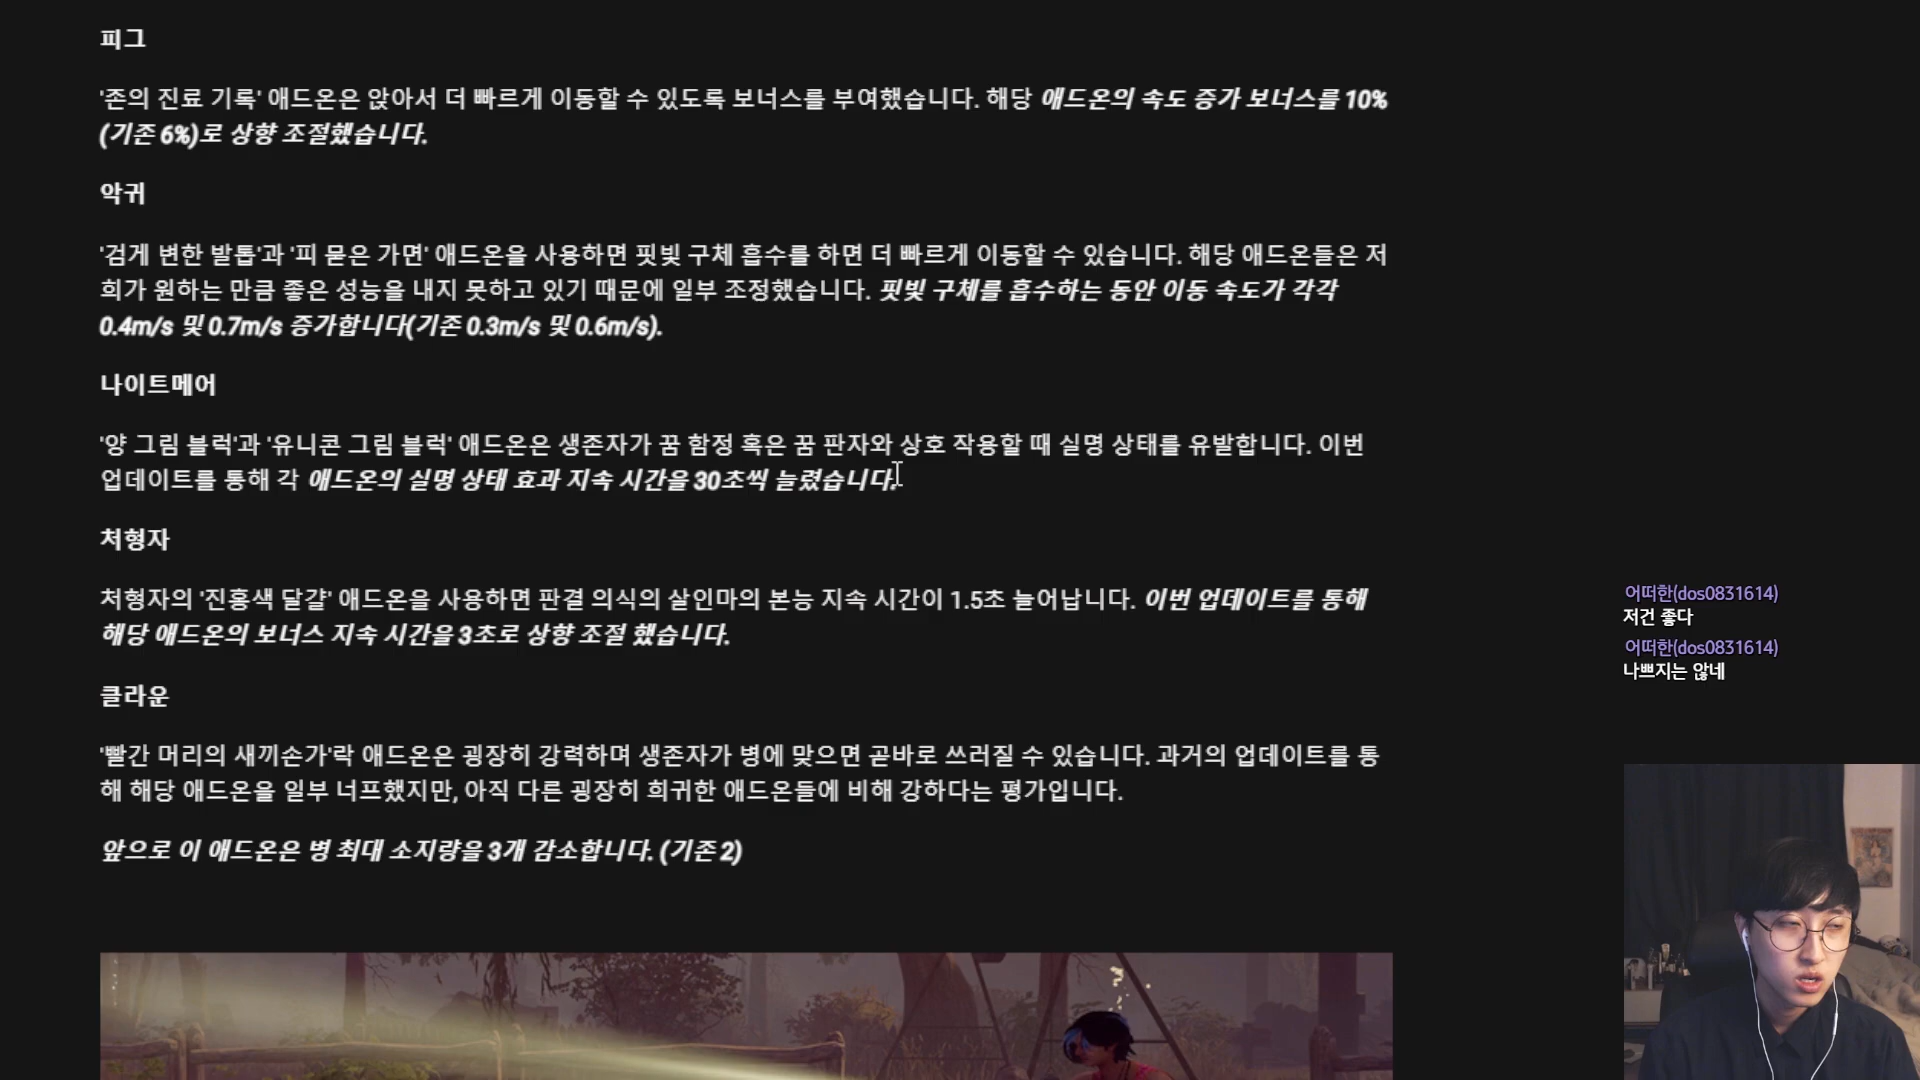 피그
'존의 진료 기록' 애드온은 앉아서 더 빠르게 이동할 수 있도록 보너스를 부여했습니다. 해당 애드온의 속도 증가 보너스를 10%
(기존 6%)로 상향 조절했습니다.
악귀
'검게 변한 발톱'과 '피 묻은 가면' 애드온을 사용하면 핏빛 구체 흡수를 하면 더 빠르게 이동할 수 있습니다. 해당 애드온들은 저
희가 원하는 만큼 좋은 성능을 내지 못하고 있기 때문에 일부 조정했습니다. 핏빛 구체를 흡수하는 동안 이동 속도가 각각
0.4m/s 및 0.7m/s 증가합니다(기존 0.3m/s 및 0.6m/s).
나이트메어
'양 그림 블럭'과 '유니콘 그림 블럭' 애드온은 생존자가 꿈 함정 혹은 꿈 판자와 상호 작용할 때 실명 상태를 유발합니다. 이번
업데이트를 통해 각 애드온의 실명 상태 효과 지속 시간을 30초씩 늘렸습니다.
처형자
처형자의 '진홍색 달걀' 애드온을 사용하면 판결 의식의 살인마의 본능 지속 시간이 1.5초 늘어납니다. 이번 업데이트를 통해
해당 애드온의 보너스 지속 시간을 3초로 상향 조절 했습니다.
클라운
'빨간 머리의 새끼손가'락 애드온은 굉장히 강력하며 생존자가 병에 맞으면 곧바로 쓰러질 수 있습니다. 과거의 업데이트를 통
해 해당 애드온을 일부 너프했지만, 아직 다른 굉장히 희귀한 애드온들에 비해 강하다는 평가입니다.
앞으로 이 애드온은 병 최대 소지량을 3개 감소합니다. (기존 2)
어떠한(dos0831614)
저건 좋다
어떠한(dos0831614)
나쁘지는 않네